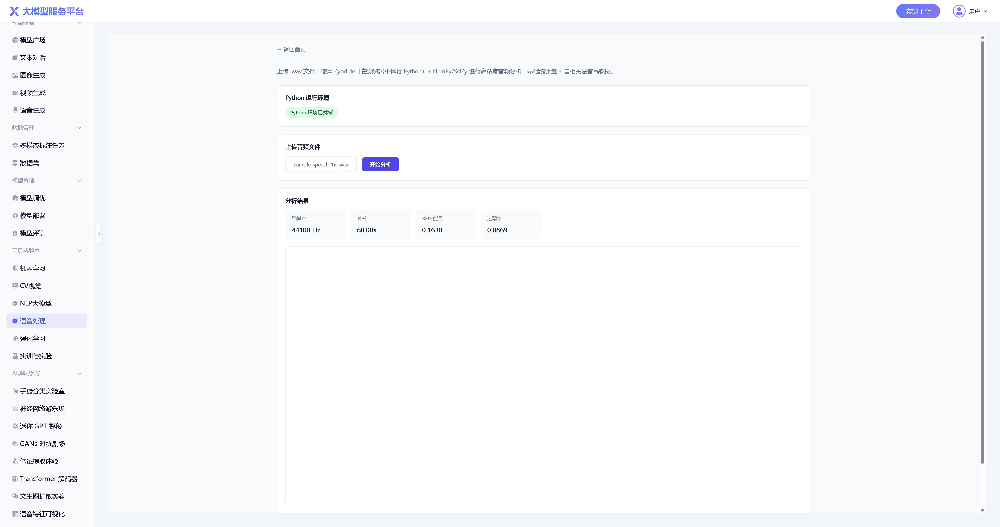 大模型服务平台
实训平台
用户
模型体验
模型广场
文本对话
图像生成
视频生成
语音生成
数据管理
多模态标注任务
数据集
模型管理
模型调优
模型部署
模型评测
工具实验室
机器学习
CV视觉
NLP大模型
语音处理
强化学习
实训与实验
AI趣味学习
手势分类实验室
神经网络游乐场
迷你 GPT 探秘
GANs 对抗剧场
体征提取体验
Transformer 解码器
文生图扩散实验
语音特征可视化
← 返回首页
上传 .wav 文件，使用 Pyodide（在浏览器中运行 Python）+ NumPy/SciPy 进行高精度音频分析：基础统计量 + 自相关法音高轮廓。
Python 运行环境
Python 环境已就绪
上传音频文件
sample-speech-1m.wav
开始分析
分析结果
采样率
44100 Hz
时长
60.00s
RMS 能量
0.1630
过零率
0.0869